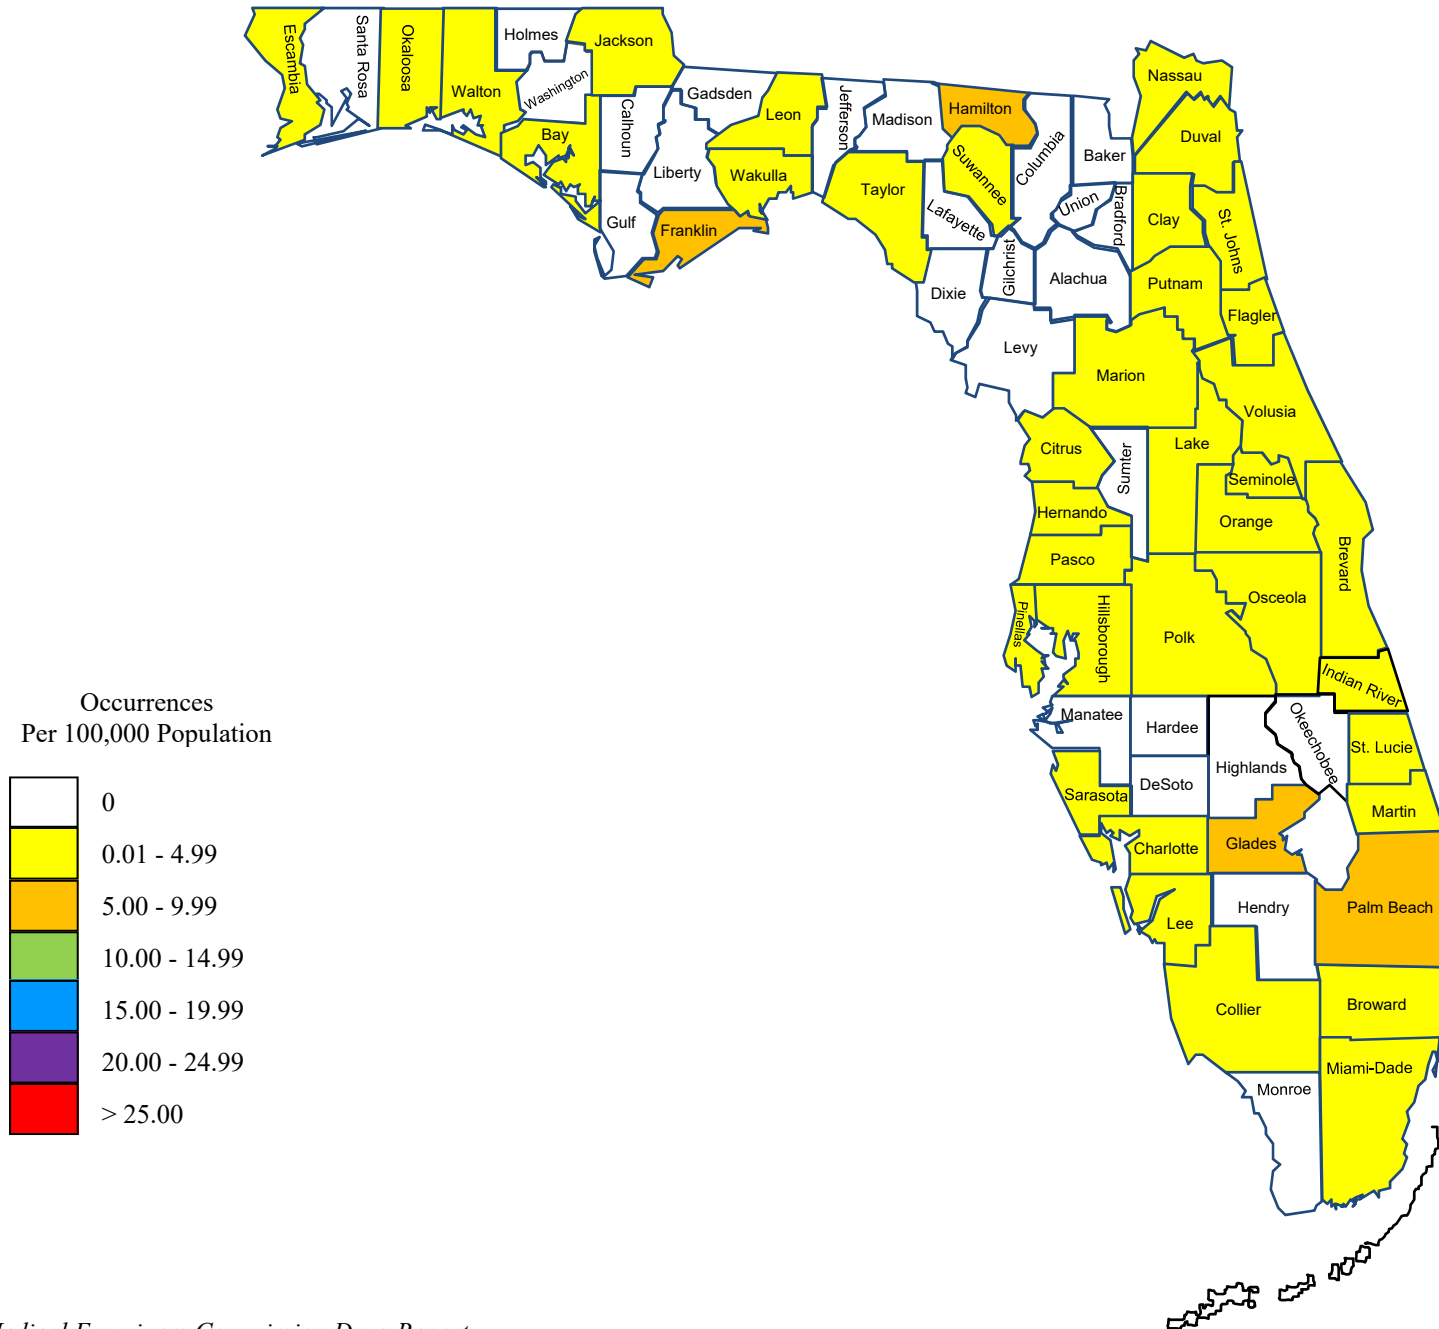 Escambia
Santa Rosa
Okaloosa
Walton
Holmes
Jackson
Washington
Bay
Calhoun
Gadsden
Liberty
Gulf
Franklin
Leon
Wakulla
Jefferson
Madison
Taylor
Hamilton
Suwannee
Lafayette
Columbia
Baker
Union
Bradford
Nassau
Duval
Clay
St. Johns
Putnam
Flagler
Dixie
Gilchrist
Alachua
Levy
Marion
Volusia
Citrus
Sumter
Lake
Seminole
Hernando
Orange
Pasco
Brevard
Pinellas
Hillsborough
Polk
Osceola
Indian River
Manatee
Hardee
Highlands
Okeechobee
St. Lucie
Sarasota
DeSoto
Martin
Charlotte
Glades
Lee
Hendry
Palm Beach
Collier
Broward
Monroe
Miami-Dade
Occurrences
Per 100,000 Population
0
0.01 - 4.99
5.00 - 9.99
10.00 - 14.99
15.00 - 19.99
20.00 - 24.99
> 25.00